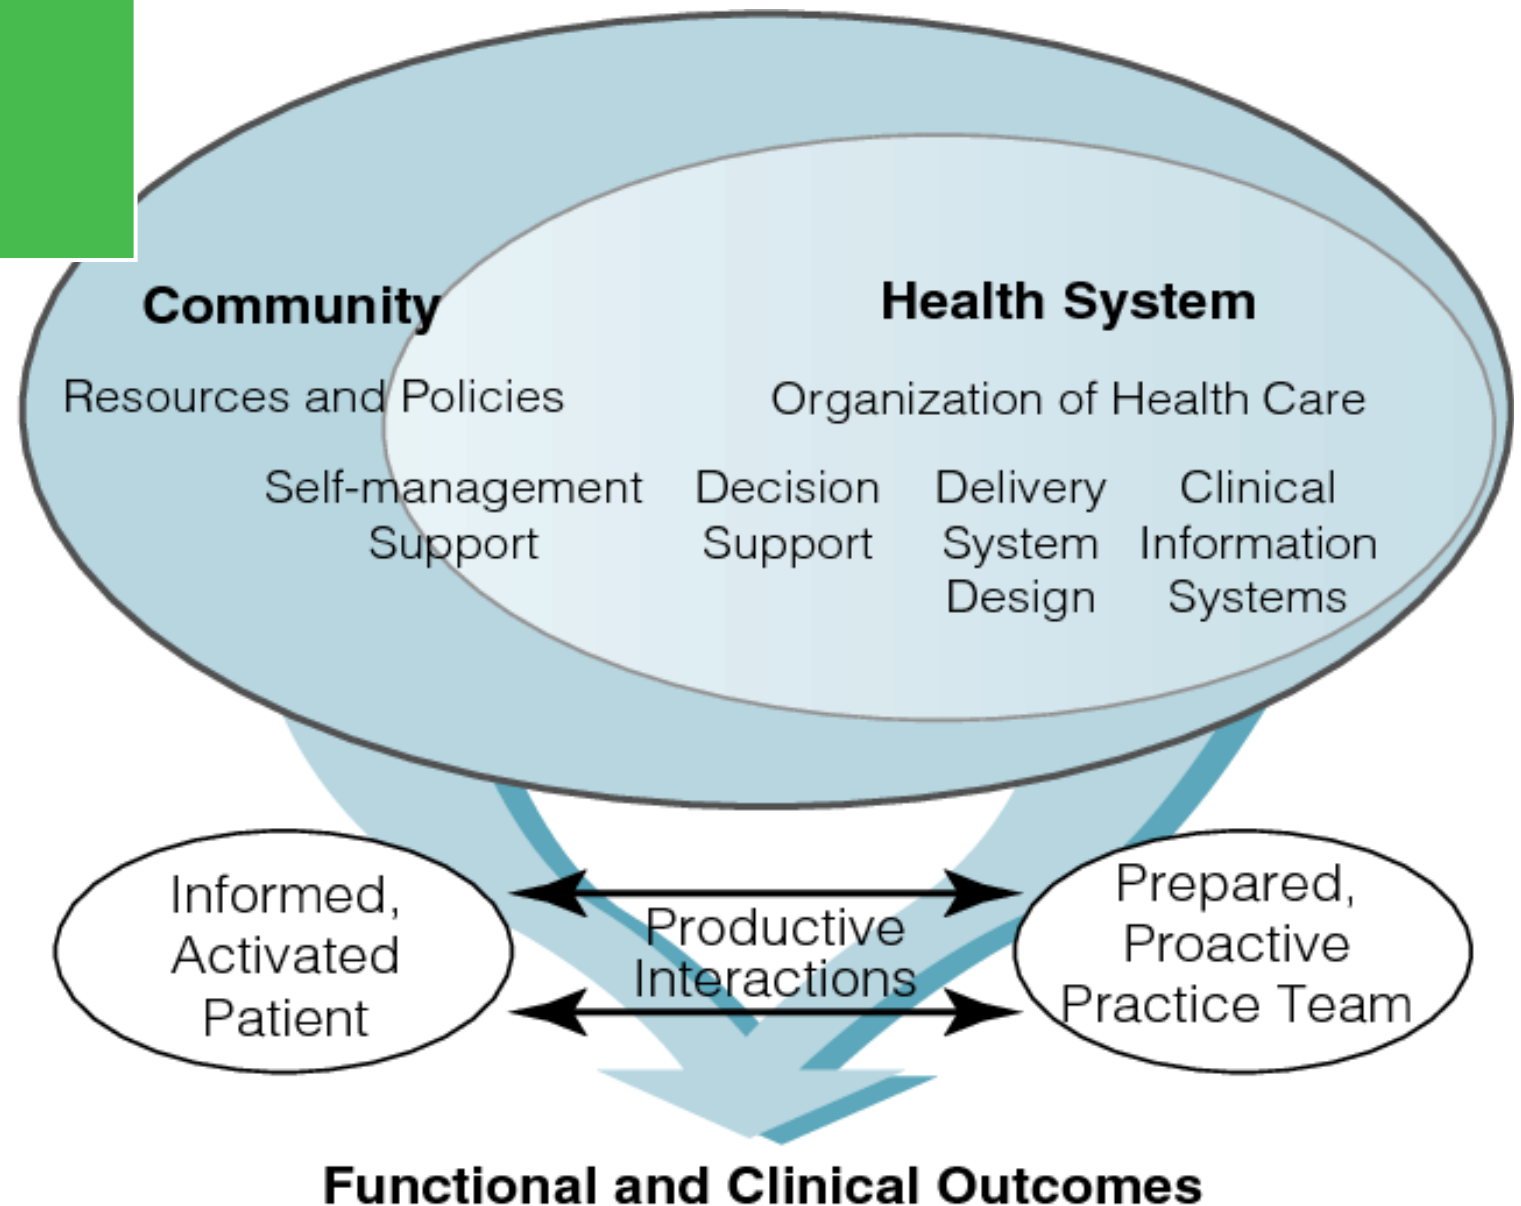 Community
Health System
Resources and Policies
Organization of Health Care
Self-management
Support
Decision
Support
Delivery
System
Design
Clinical
Information
Systems
Informed,
Activated
Patient
Productive
Interactions
Prepared,
Proactive
Practice Team
Functional and Clinical Outcomes